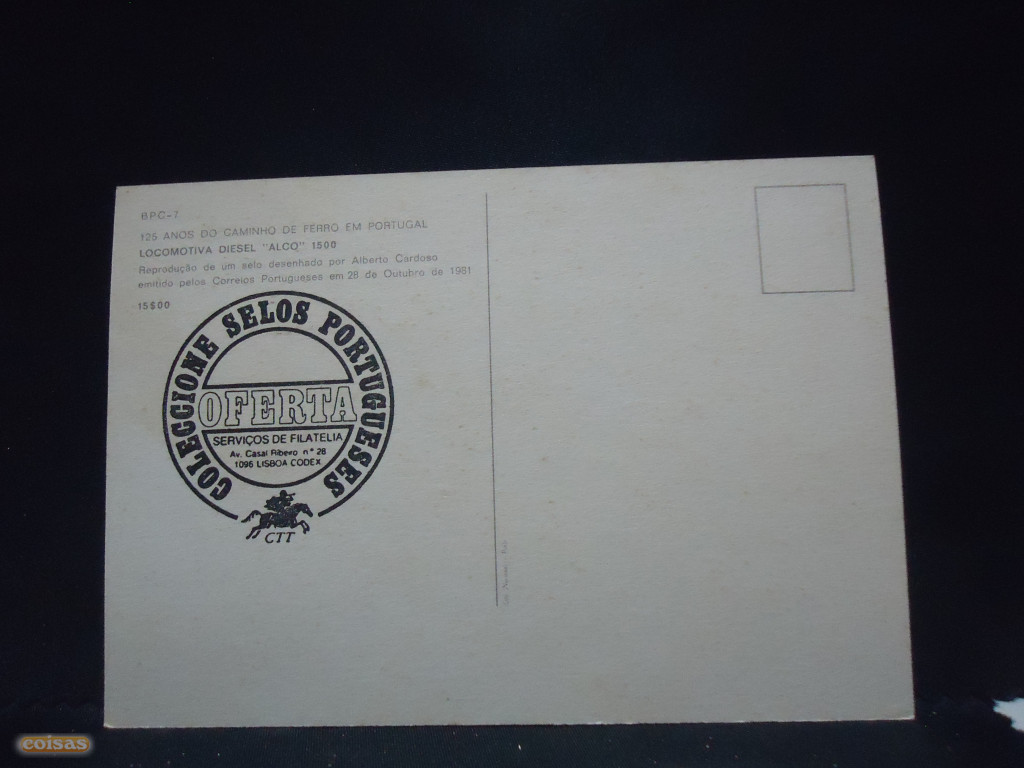 BPC-7
125 ANOS DO CAMINHO DE FERRO EM PORTUGAL
LOCOMOTIVA DIESEL "ALCO" 1500
Reprodução de um selo desenhado por Alberto Cardoso
emitido pelos Correios Portugueses em 28 de Outubro de 1981
15$00
COLECCIONE SELOS PORTUGUESES
OFERTA
SERVIÇOS DE FILATELIA
Av. Casal Ribeiro n° 28
1096 LISBOA CODEX
CTT
coisas